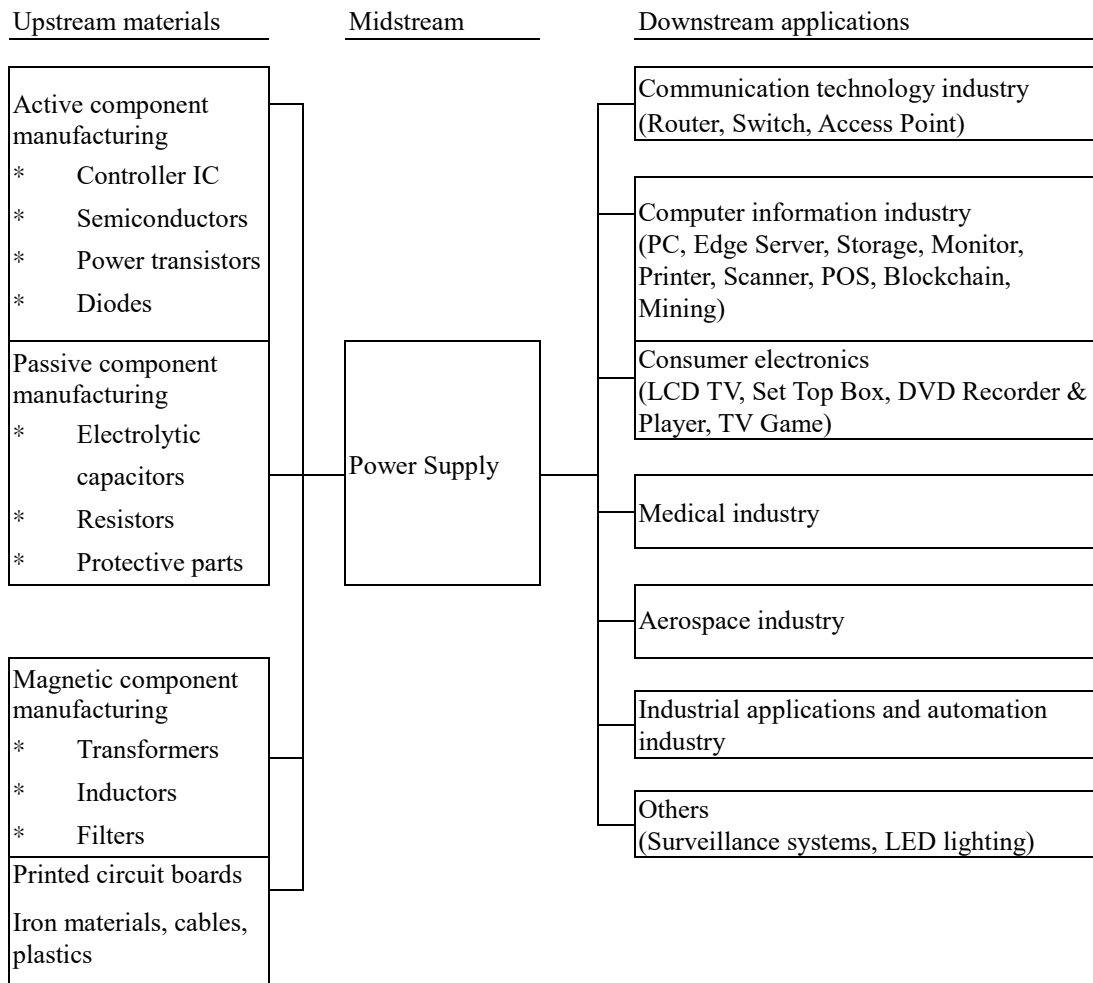 Upstream materials
Midstream
Downstream applications
Active component
manufacturing
* Controller IC
* Semiconductors
* Power transistors
* Diodes
Passive component
manufacturing
* Electrolytic
capacitors
* Resistors
* Protective parts
Magnetic component
manufacturing
* Transformers
* Inductors
* Filters
Printed circuit boards
Iron materials, cables,
plastics
Power Supply
Communication technology industry
(Router, Switch, Access Point)
Computer information industry
(PC, Edge Server, Storage, Monitor,
Printer, Scanner, POS, Blockchain,
Mining)
Consumer electronics
(LCD TV, Set Top Box, DVD Recorder &
Player, TV Game)
Medical industry
Aerospace industry
Industrial applications and automation
industry
Others
(Surveillance systems, LED lighting)